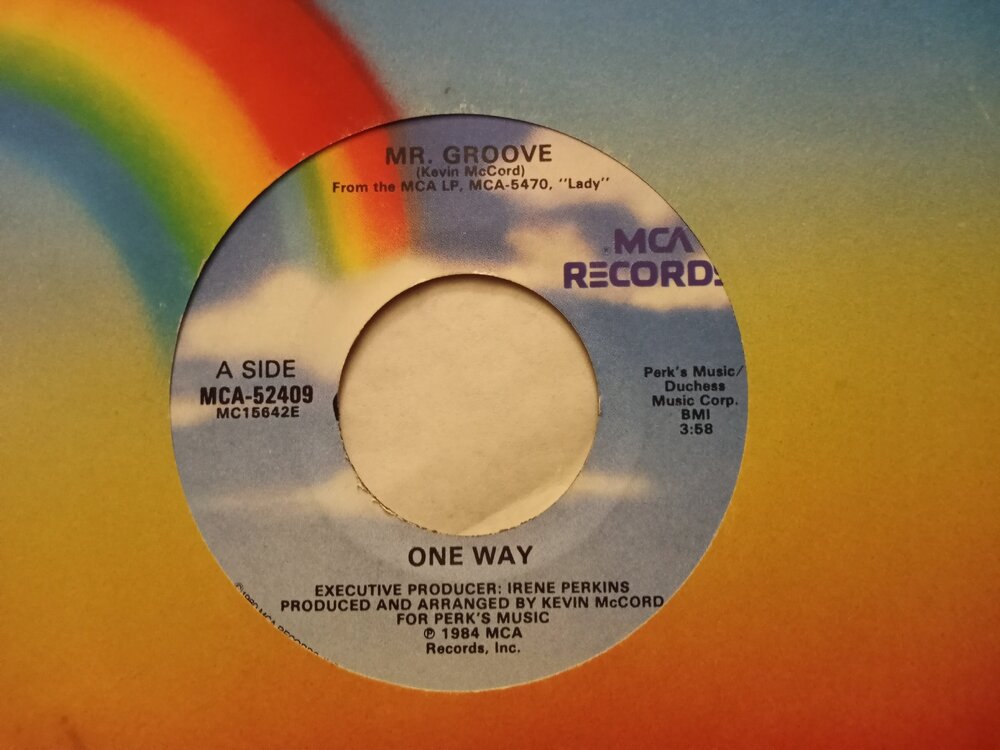 MR. GROOVE
(Kevin McCord)
From the MCA LP, MCA-5470, "Lady"
MCA
RECORDS
A SIDE
MCA-52409
MC15642E
Perk's Music/
Duchess
Music Corp.
BMI
3:58
ONE WAY
EXECUTIVE PRODUCER: IRENE PERKINS
PRODUCED AND ARRANGED BY KEVIN McCORD
FOR PERK'S MUSIC
℗ 1984 MCA
Records, Inc.